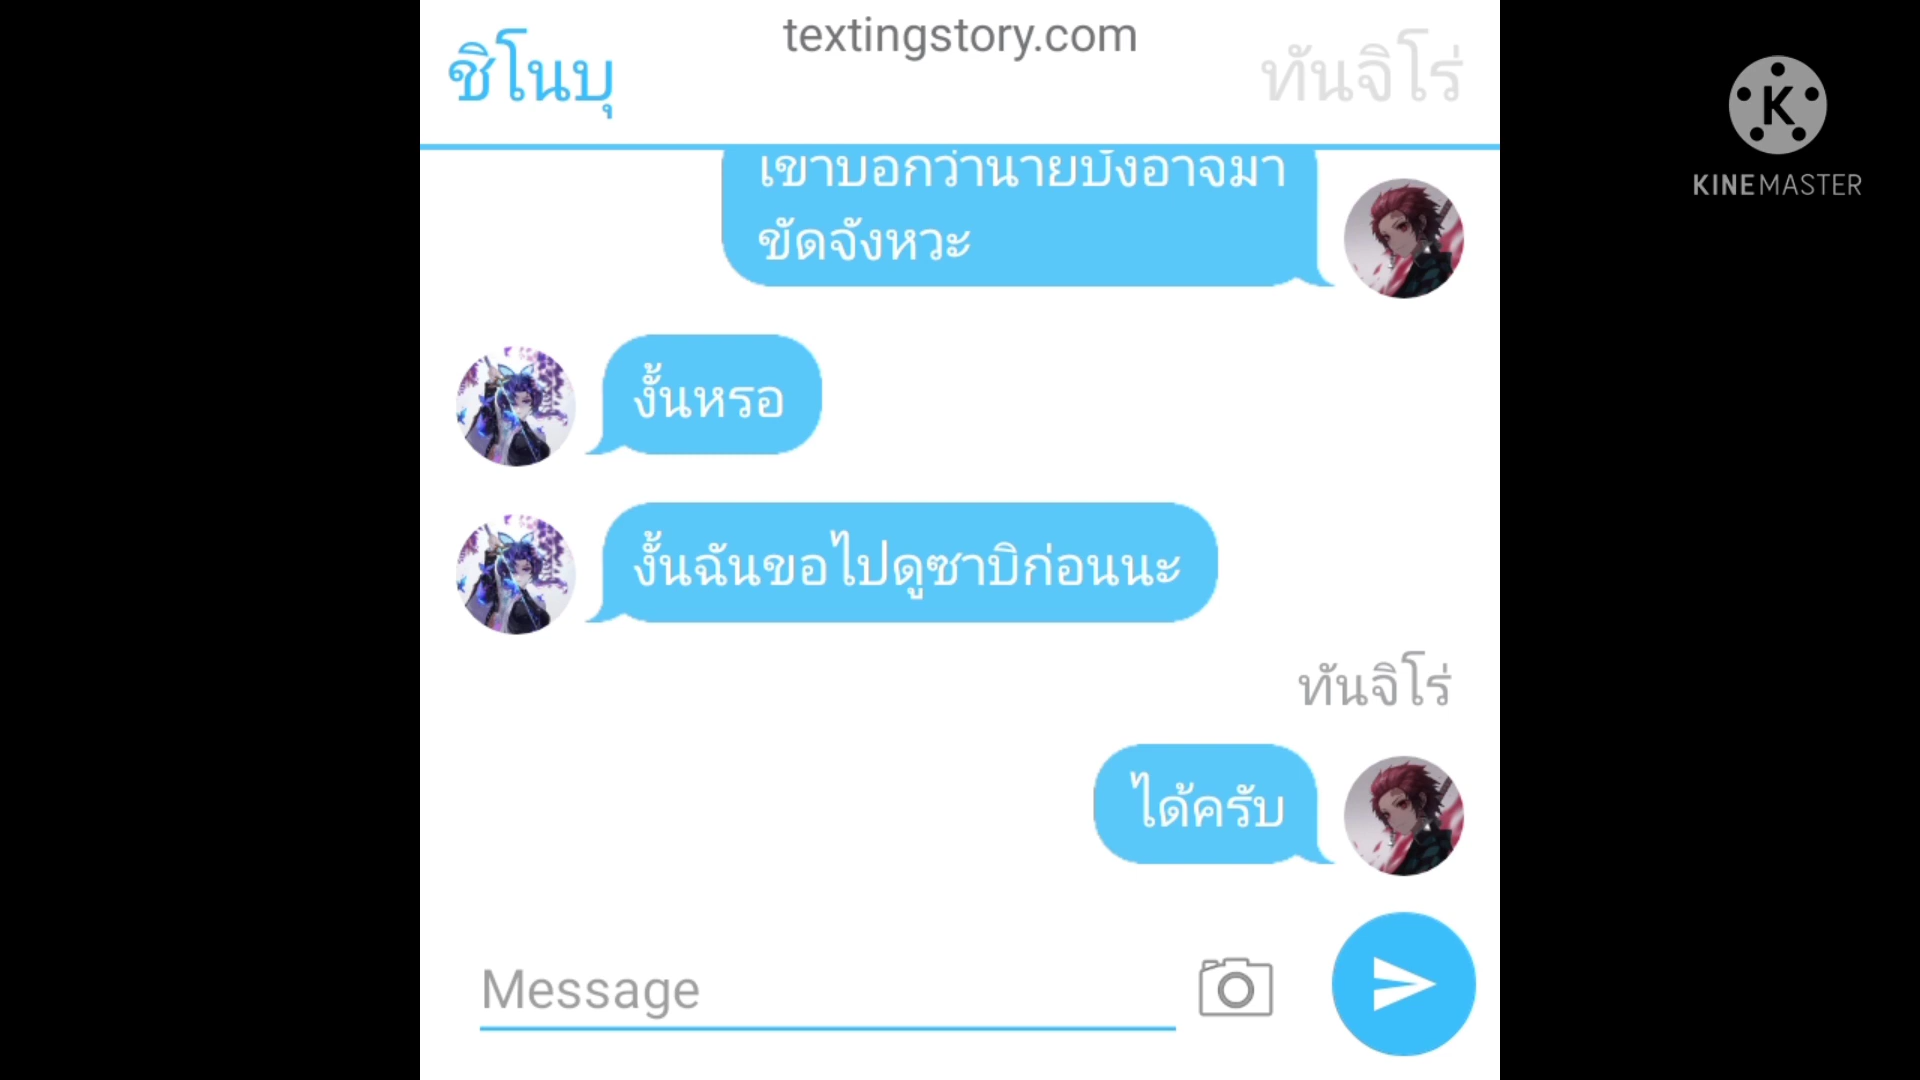 textingstory.com
ชิโนบุ
ทันจิโร่
K
KINEMASTER
เขาบอกว่านายบังอาจมา
ขัดจังหวะ
งั้นหรอ
งั้นฉันขอไปดูซาบิก่อนนะ
ทันจิโร่
ได้ครับ
Message